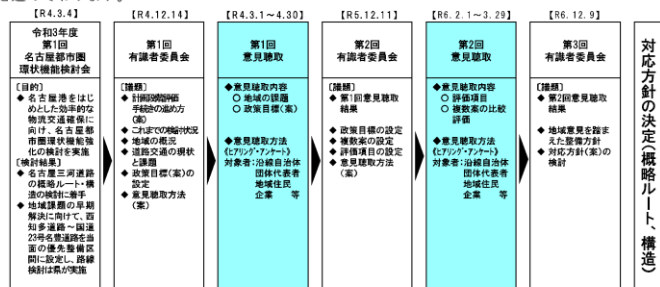 【R4.3.4】
令和3年度
第1回
名古屋都市圏
環状機能検討会
〔目的〕
◆ 名古屋港をはじ
めとした効率的な
物流交通確保に
向け、名古屋都
市圏環状機能強
化の検討を実施
〔検討結果〕
◆ 名古屋三河道路
の概略ルート・構
造の検討に着手
◆ 地域課題の早期
解決に向けて、西
知多道路～国道
23号名豊道路を当
面の優先整備区
間に設定し、路線
検討は県が実施
【R4.12.14】
第1回
有識者委員会
〔議題〕
◆ 計画段階評価
手続きの進め方
(案)
◆ これまでの検討状況
◆ 地域の概況
◆ 道路交通の現状
と課題
◆ 政策目標(案)の
設定
◆ 意見聴取方法
(案)
【R4.3.1~4.30】
第1回
意見聴取
◆意見聴取内容
○ 地域の課題
○ 政策目標(案)
◆意見聴取方法
《ヒアリング・アンケート》
対象者：沿線自治体
団体代表者
地域住民
企業 等
【R5.12.11】
第2回
有識者委員会
〔議題〕
◆ 第1回意見聴取
結果
◆ 政策目標の設定
◆ 複数案の設定
◆ 評価項目の設定
◆ 意見聴取方法
(案)
【R6.2.1~3.29】
第2回
意見聴取
◆意見聴取内容
○ 評価項目
○ 複数案の比較
評価
◆意見聴取方法
《ヒアリング・アンケート》
対象者：沿線自治体
団体代表者
地域住民
企業 等
【R6.12.9】
第3回
有識者委員会
〔議題〕
◆ 第2回意見聴取
結果
◆ 地域意見を踏ま
えた整備方針
◆ 対応方針(案)の
検討
対応方針の決定(概略ルート、構造)